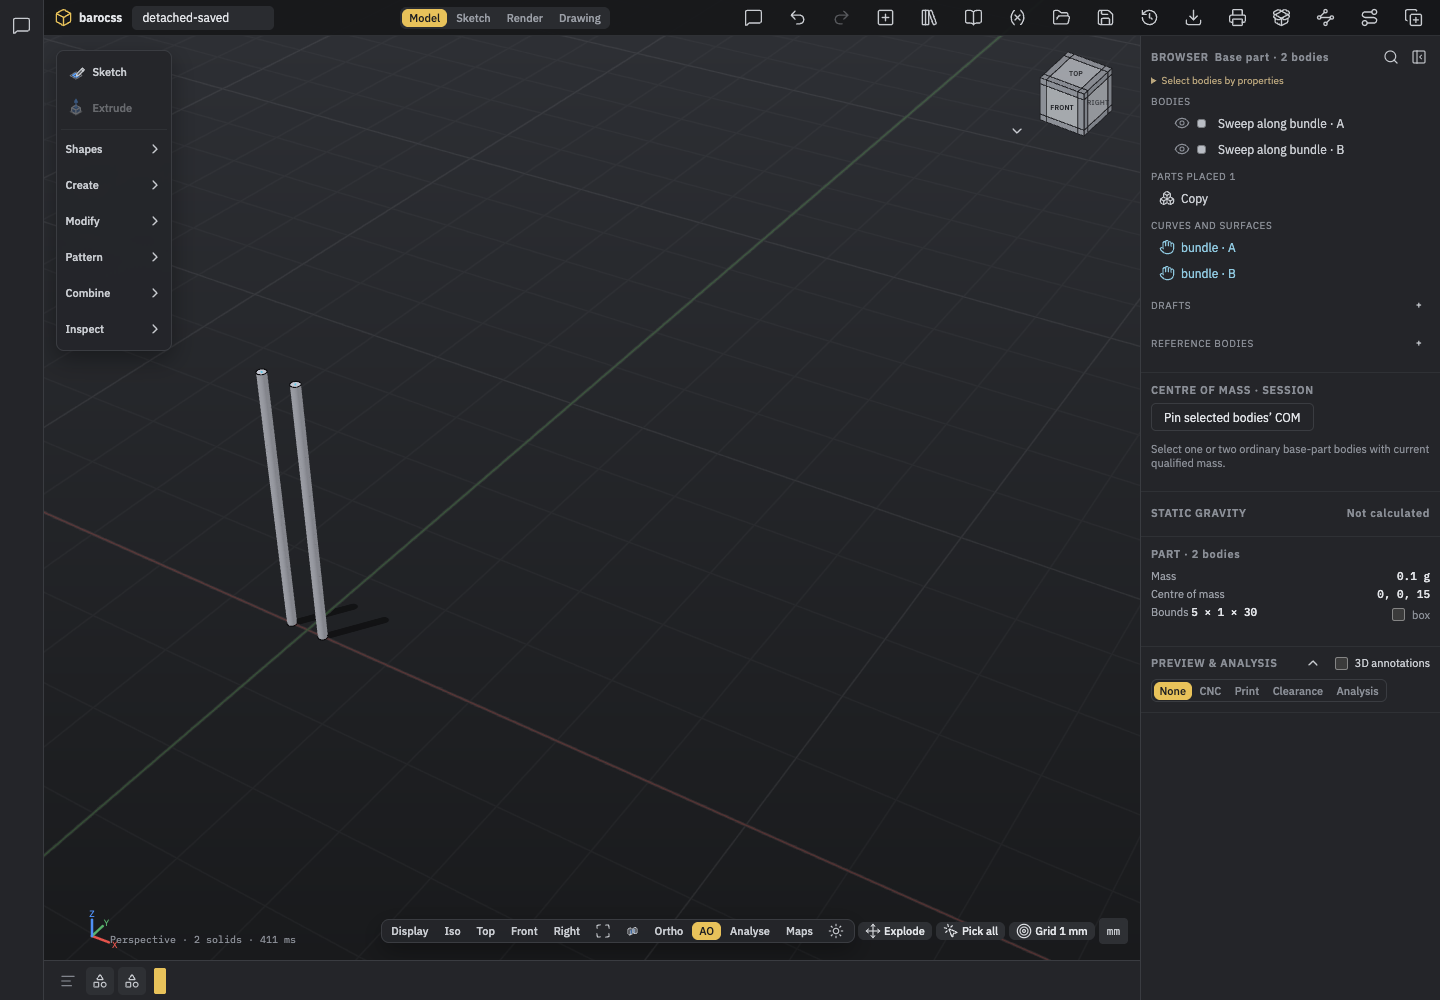 barocss
detached-saved
Model
Sketch
Render
Drawing
Sketch
Extrude
Shapes
Create
Modify
Pattern
Combine
Inspect
TOP
FRONT
RIGHT
BROWSER Base part · 2 bodies
Select bodies by properties
BODIES
Sweep along bundle · A
Sweep along bundle · B
PARTS PLACED 1
Copy
CURVES AND SURFACES
bundle · A
bundle · B
DRAFTS +
REFERENCE BODIES +
CENTRE OF MASS · SESSION
Pin selected bodies’ COM
Select one or two ordinary base-part bodies with current
qualified mass.
STATIC GRAVITY Not calculated
PART · 2 bodies
Mass 0.1 g
Centre of mass 0, 0, 15
Bounds 5 × 1 × 30 box
PREVIEW & ANALYSIS 3D annotations
None CNC Print Clearance Analysis
Z
Y
X
Perspective · 2 solids · 411 ms
Display Iso Top Front Right Ortho AO Analyse Maps Explode Pick all Grid 1 mm mm